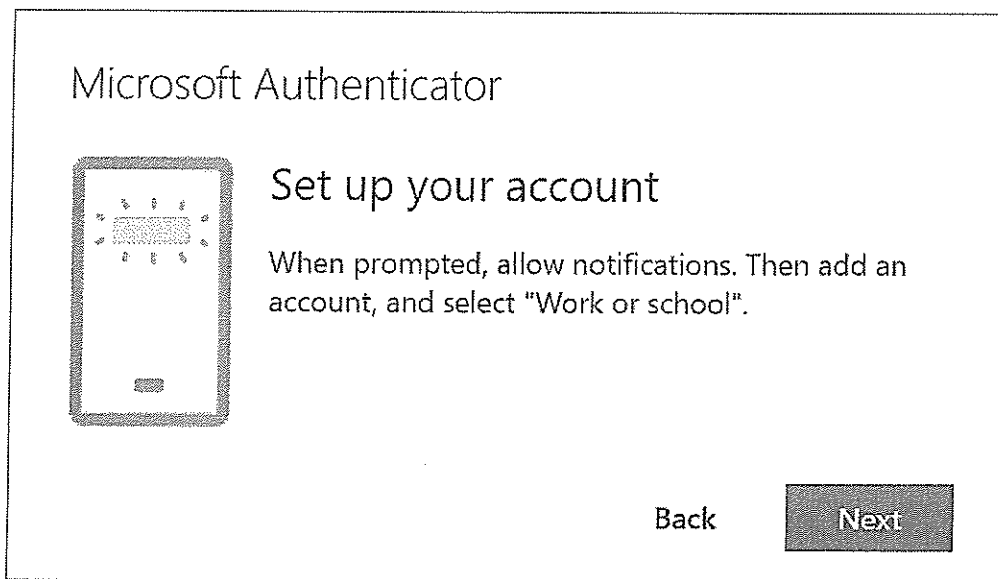 Microsoft Authenticator
Set up your account
When prompted, allow notifications. Then add an
account, and select "Work or school".
Back
Next